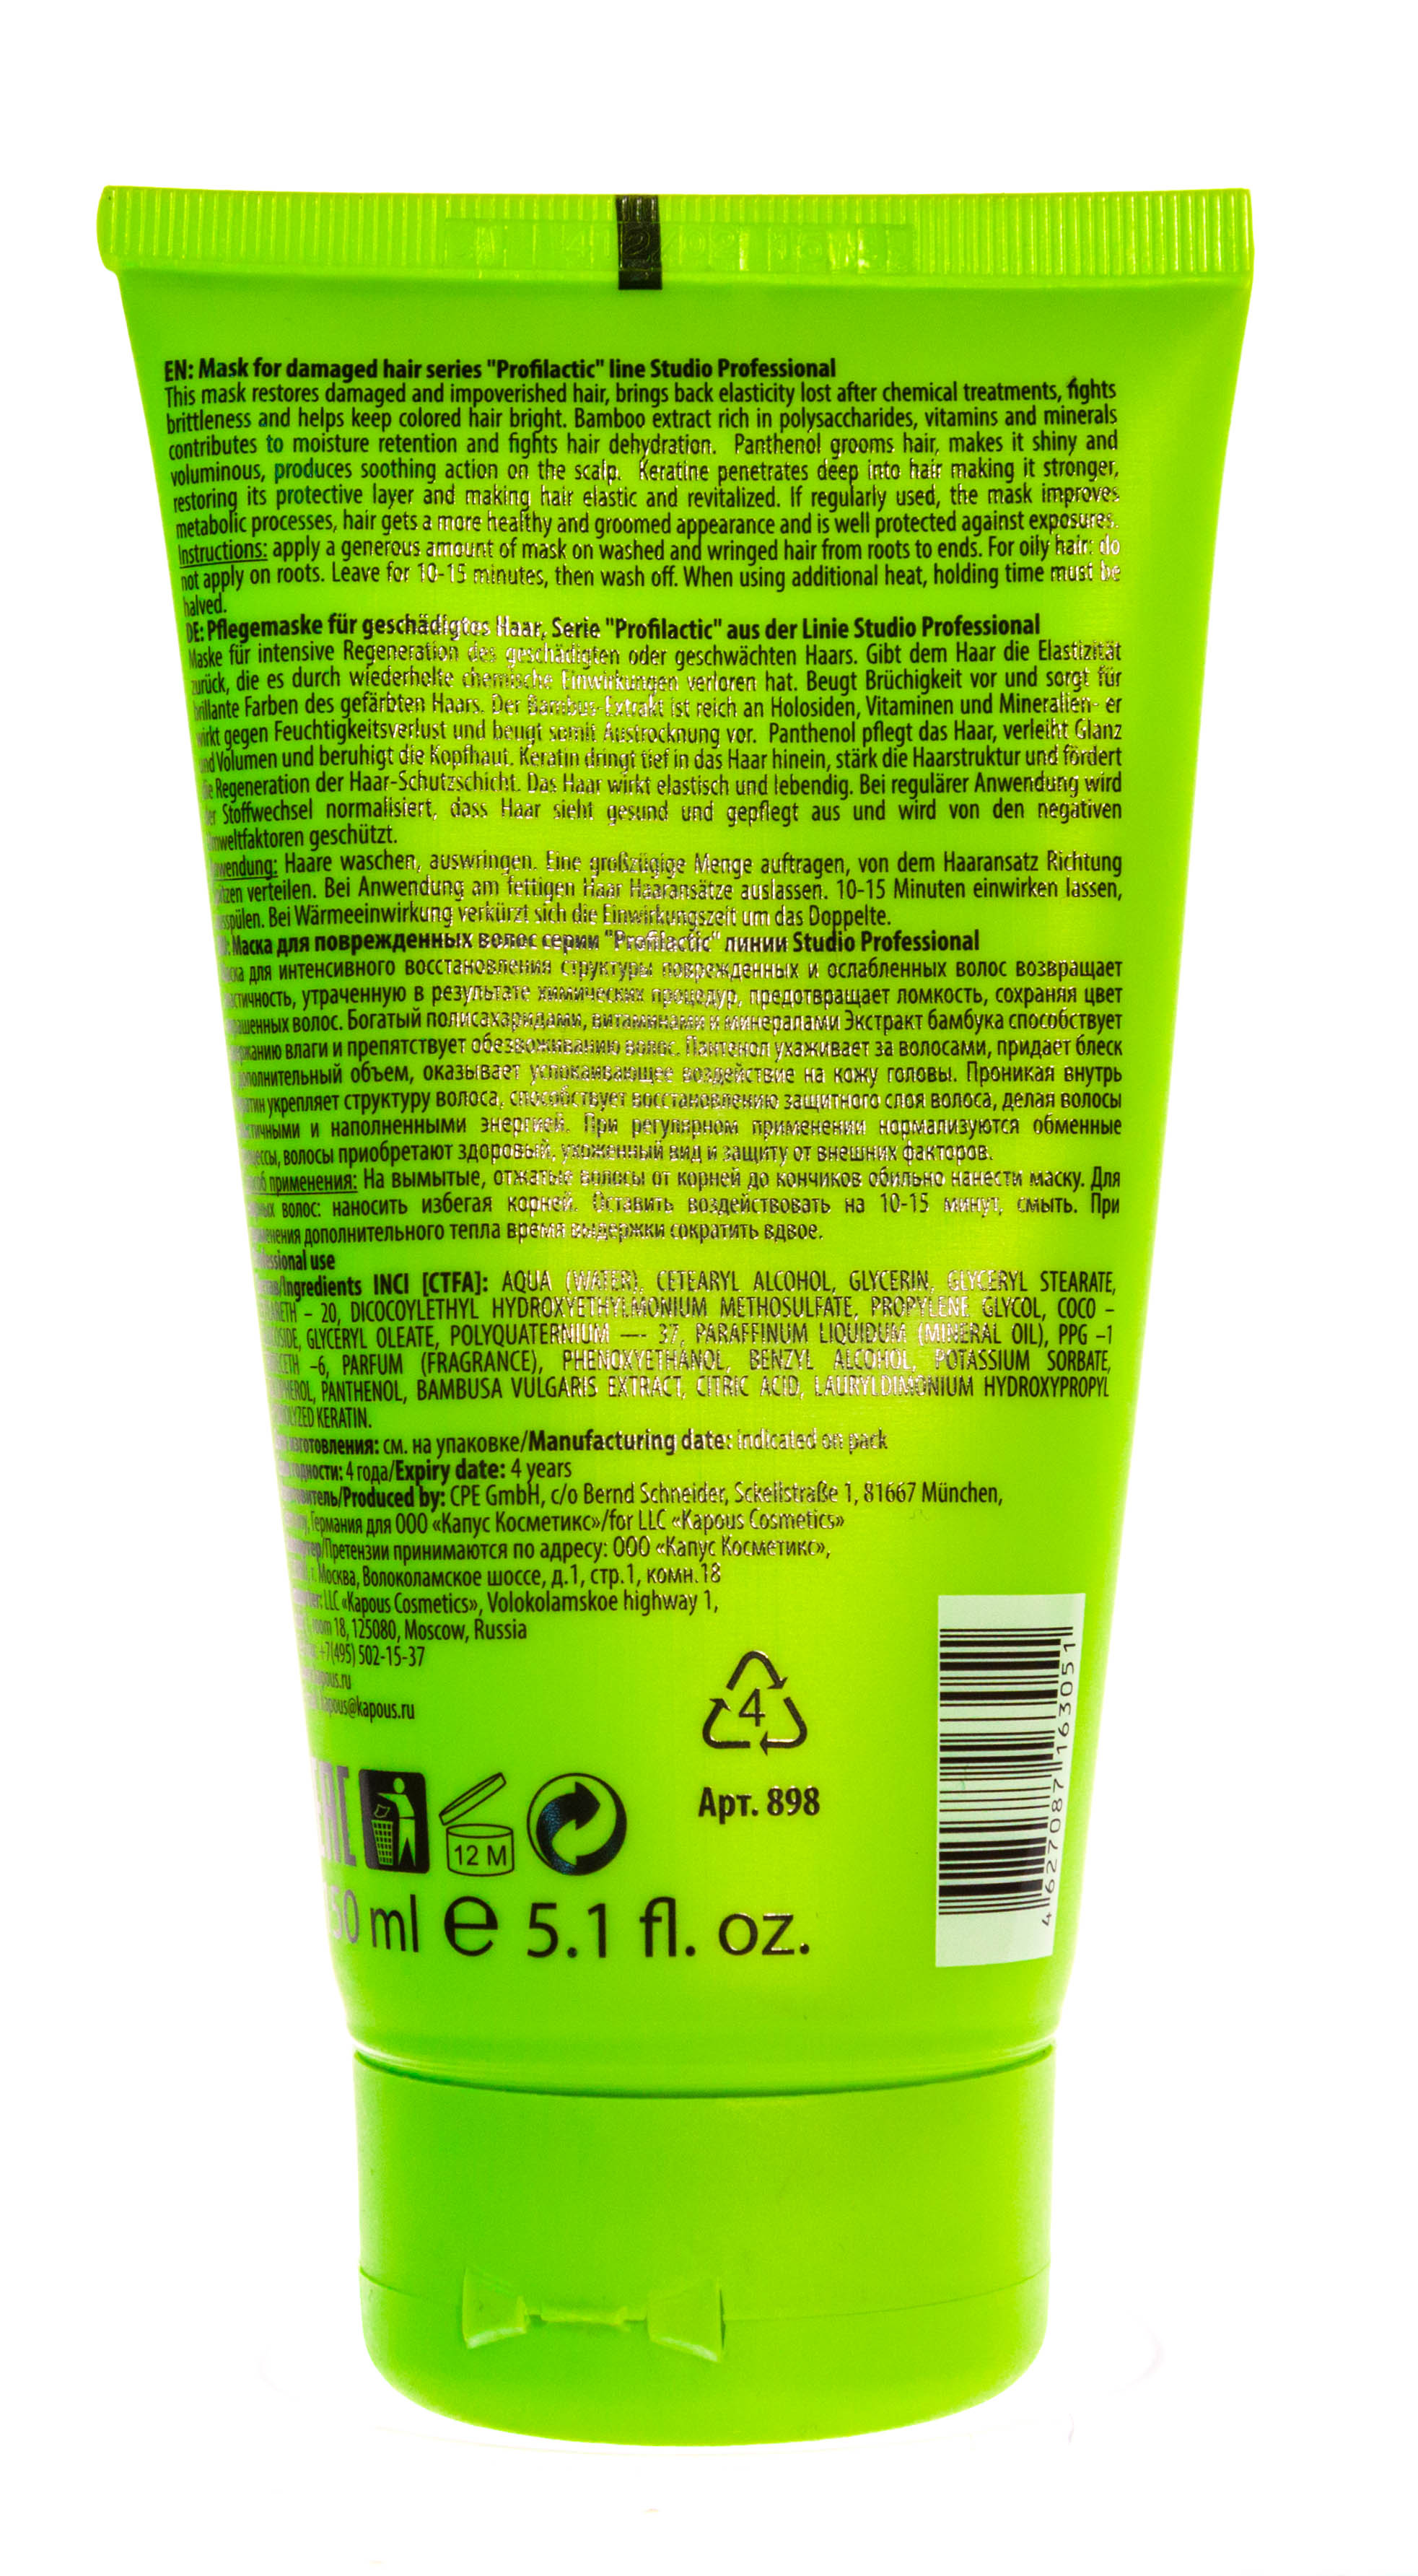 EN: Mask for damaged hair series "Profilactic" line Studio Professional
This mask restores damaged and impoverished hair, brings back elasticity lost after chemical treatments, fights
brittleness and helps keep colored hair bright. Bamboo extract rich in polysaccharides, vitamins and minerals
contributes to moisture retention and fights hair dehydration. Panthenol grooms hair, makes it shiny and
voluminous, produces soothing action on the scalp. Keratine penetrates deep into hair making it stronger,
restoring its protective layer and making hair elastic and revitalized. If regularly used, the mask improves
metabolic processes, hair gets a more healthy and groomed appearance and is well protected against exposures.
Instructions: apply a generous amount of mask on washed and wringed hair from roots to ends. For oily hair: do
not apply on roots. Leave for 10-15 minutes, then wash off. When using additional heat, holding time must be
halved.
DE: Pflegemaske für geschädigtes Haar, Serie "Profilactic" aus der Linie Studio Professional
Maske für intensive Regeneration des geschädigten oder geschwächten Haars. Gibt dem Haar die Elastizität
zurück, die es durch wiederholte chemische Einwirkungen verloren hat. Beugt Brüchigkeit vor und sorgt für
brillante Farben des gefärbten Haars. Der Bambus-Extrakt ist reich an Holosiden, Vitaminen und Minerallen- er
wirkt gegen Feuchtigkeitsverlust und beugt somit Austrocknung vor. Panthenol pflegt das Haar, verleiht Glanz
und Volumen und beruhigt die Kopfhaut. Keratin dringt tief in das Haar hinein, stärk die Haarstruktur und fördert
Regeneration der Haar-Schutzschicht. Das Haar wirkt elastisch und lebendig. Bei regulärer Anwendung wird
Stoffwechsel normalisiert, dass Haar sieht gesund und gepflegt aus und wird von den negativen
geschützt.
Haare waschen, auswringen. Eine großzügige Menge auftragen, von dem Haaransatz Richtung
verteilen. Bei Anwendung am fettigen Haar Haaransätze auslassen. 10-15 Minuten einwirken lassen,
Bei Wärmeeinwirkung verkürzt sich die Einwirkungszeit um das Doppelte.
Маска для поврежденных волос серии "Profilactic" линии Studio Professional
для интенсивного восстановления структуры поврежденных и ослабленных волос возвращает
утраченную в результате химических процедур, предотвращает ломкость, сохраняя цвет
волос. Богатый полисахаридами, витаминами и минералами Экстракт бамбука способствует
влаги и препятствует обезвоживанию волос. Пантенол ухаживает за волосами, придает блеск
объем, оказывает успокаивающее воздействие на кожу головы. Проникая внутрь
укрепляет структуру волоса, способствует восстановлению защитного слоя волоса, делая волосы
и наполненными энергией. При регулярном применении нормализуются обменные
волосы приобретают здоровый, ухоженный вид и защиту от внешних факторов.
применения: На вымытые, отжатые волосы от корней до кончиков обильно нанести маску. Для
волос: наносить избегая корней. Оставить воздействовать на 10-15 минут, смыть. При
дополнительного тепла время выдержки сократить вдвое.
use
Ingredients INCI [CTFA]: AQUA (WATER), CETEARYL ALCOHOL, GLYCERIN, GLYCERYL STEARATE,
– 20, DICOCOYLETHYL HYDROXYETHYLMONIUM METHOSULFATE, PROPYLENE GLYCOL, COCO –
GLYCERYL OLEATE, POLYQUATERNIUM —- 37, PARAFFINUM LIQUIDUM (MINERAL OIL), PPG –1
–6, PARFUM (FRAGRANCE), PHENOXYETHANOL, BENZYL ALCOHOL, POTASSIUM SORBATE,
PANTHENOL, BAMBUSA VULGARIS EXTRACT, CITRIC ACID, LAURYLDIMONIUM HYDROXYPROPYL
KERATIN.
изготовления: см. на упаковке/Manufacturing date: indicated on pack
4 года/Expiry date: 4 years
Produced by: CPE GmbH, c/o Bernd Schneider, Sckellstraße 1, 81667 München,
Германия для ООО «Капус Косметикс»/for LLC «Kapous Cosmetics»
Претензии принимаются по адресу: ООО «Капус Косметикс»,
г. Москва, Волоколамское шоссе, д.1, стр.1, комн.18
LLC «Kapous Cosmetics», Volokolamskoe highway 1,
room 18, 125080, Moscow, Russia
+7(495) 502-15-37
kapous@kapous.ru
4
Арт. 898
12 M
ml e 5.1 fl. oz.
4627087163051